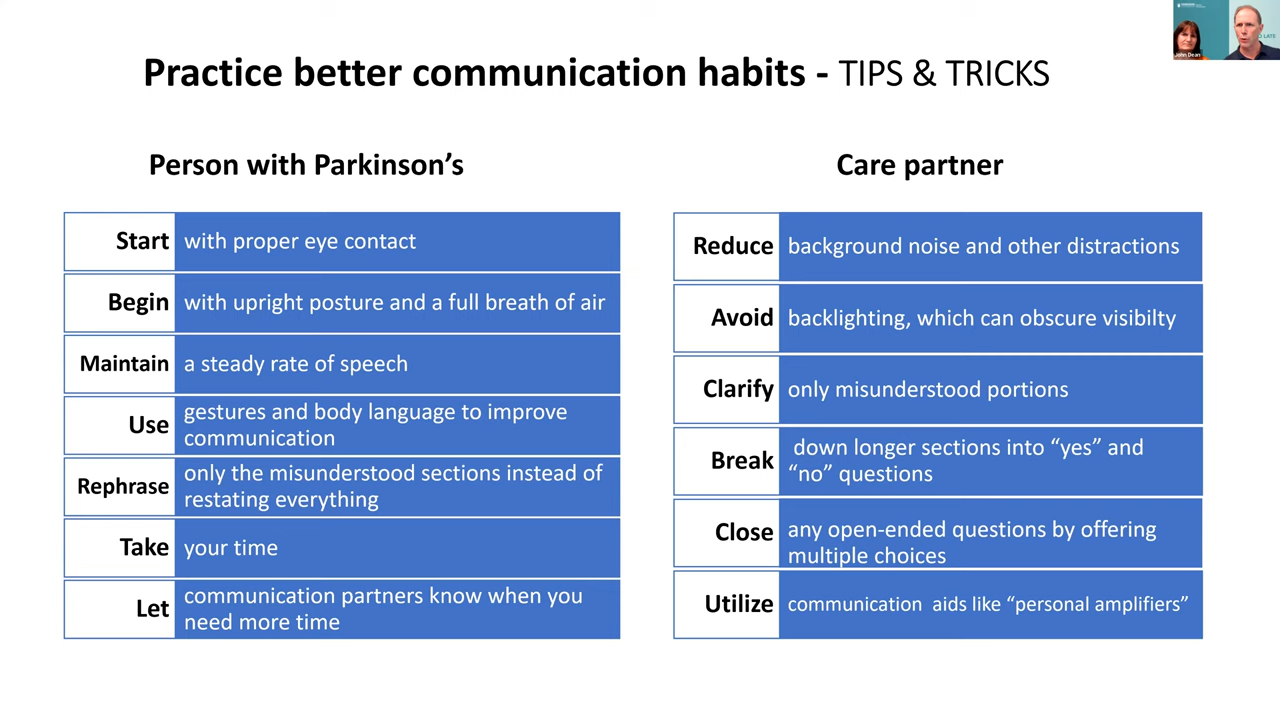 Practice better communication habits - TIPS & TRICKS
Person with Parkinson’s
Start with proper eye contact
Begin with upright posture and a full breath of air
Maintain a steady rate of speech
Use gestures and body language to improve
communication
Rephrase only the misunderstood sections instead of
restating everything
Take your time
Let communication partners know when you
need more time
Care partner
Reduce background noise and other distractions
Avoid backlighting, which can obscure visibilty
Clarify only misunderstood portions
Break down longer sections into “yes” and
“no” questions
Close any open-ended questions by offering
multiple choices
Utilize communication aids like “personal amplifiers”
John Dean
LATE